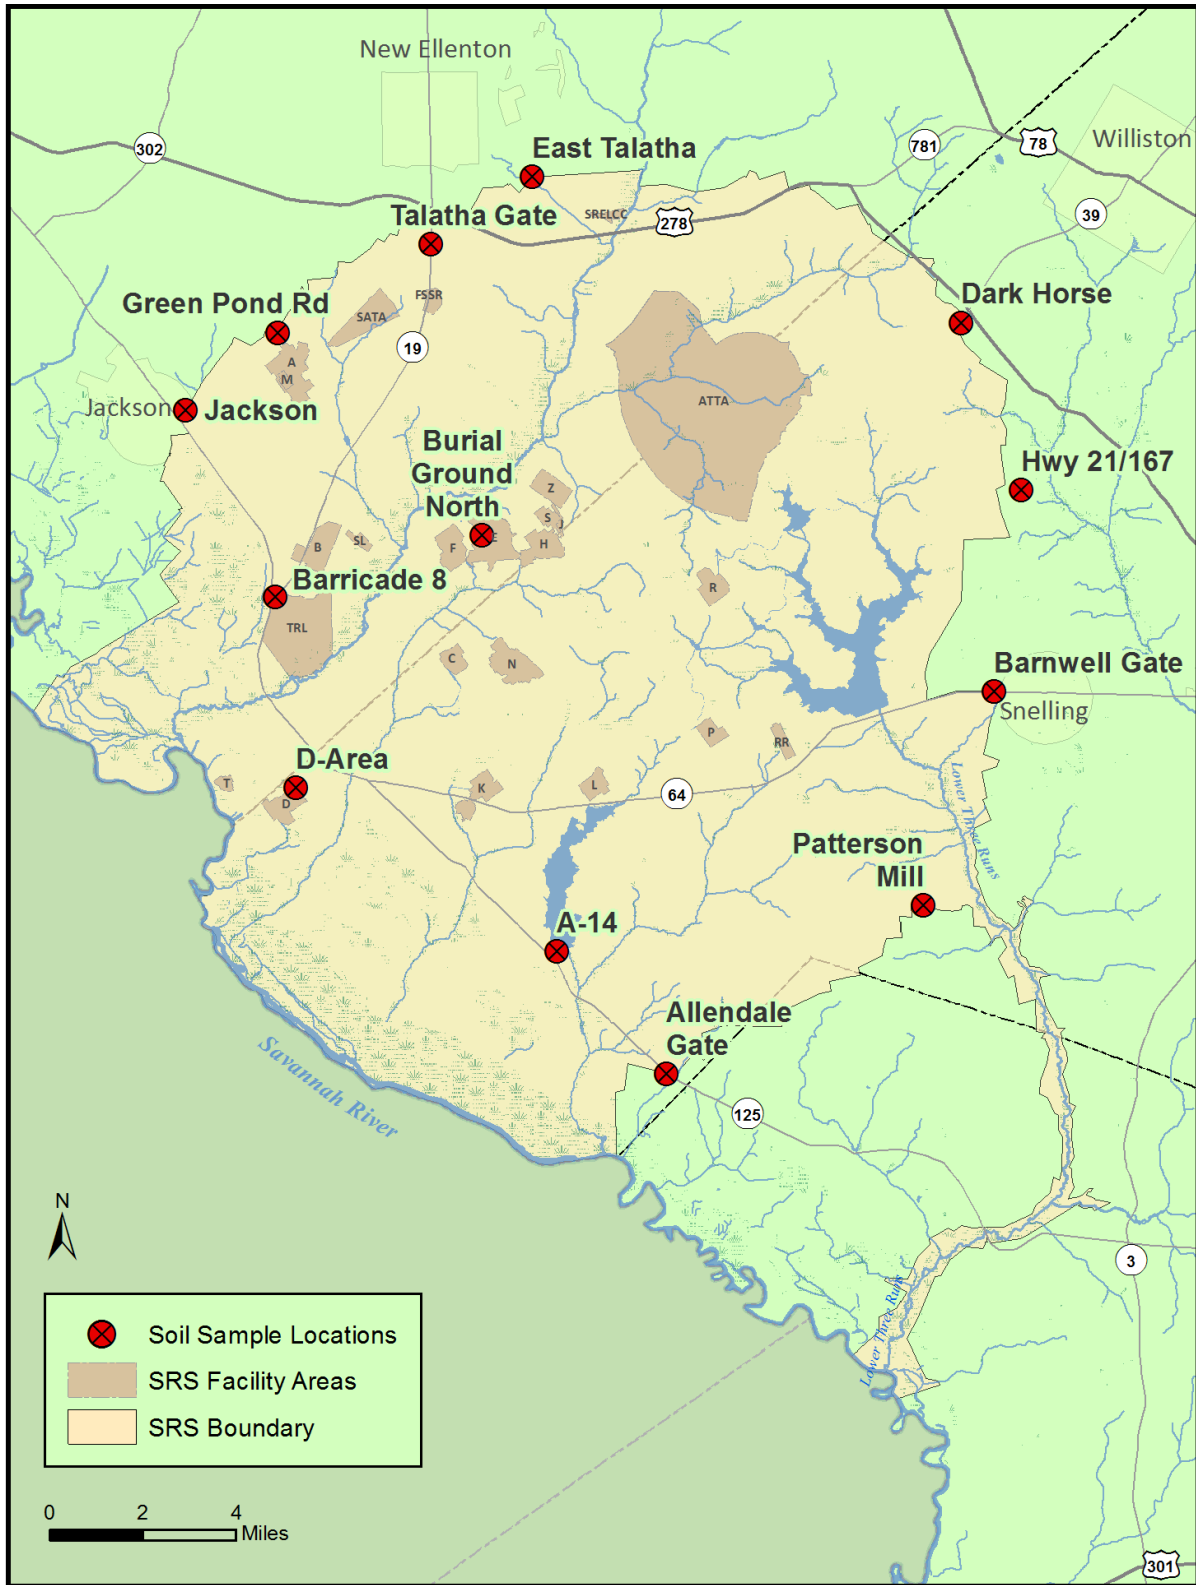 New Ellenton
302
East Talatha
781
78
Williston
39
Talatha Gate
SRELCC
278
Green Pond Rd
SATA
FSSR
19
Dark Horse
A
M
Jackson
Jackson
ATTA
Burial
Ground
North
Hwy 21/167
Z
S
J
B
SL
F
E
H
Barricade 8
R
TRL
C
N
Barnwell Gate
Snelling
P
RR
D-Area
T
D
K
L
64
Lower Three Runs
Patterson
Mill
A-14
Allendale
Gate
Savannah River
125
3
Lower Three Runs
N
Soil Sample Locations
SRS Facility Areas
SRS Boundary
0 2 4
Miles
301